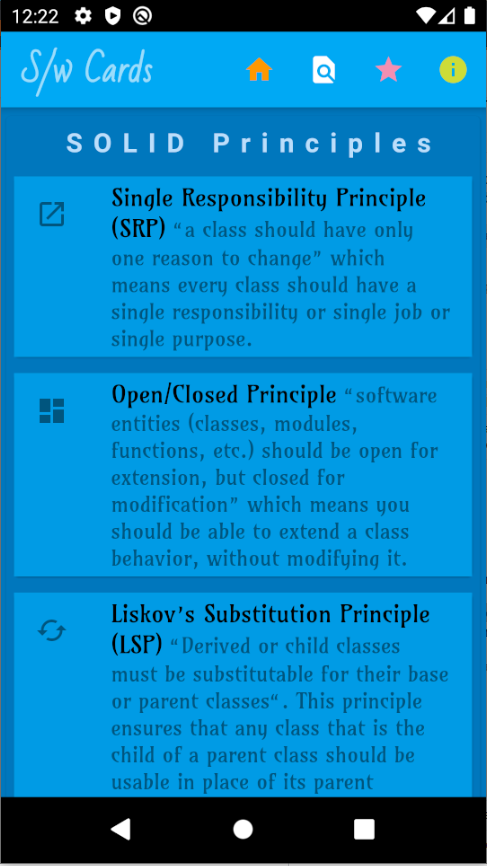 12:22
S/w Cards
SOLID Principles
Single Responsibility Principle
(SRP) “a class should have only
one reason to change” which
means every class should have a
single responsibility or single job or
single purpose.
Open/Closed Principle “software
entities (classes, modules,
functions, etc.) should be open for
extension, but closed for
modification” which means you
should be able to extend a class
behavior, without modifying it.
Liskov’s Substitution Principle
(LSP) “Derived or child classes
must be substitutable for their base
or parent classes“. This principle
ensures that any class that is the
child of a parent class should be
usable in place of its parent